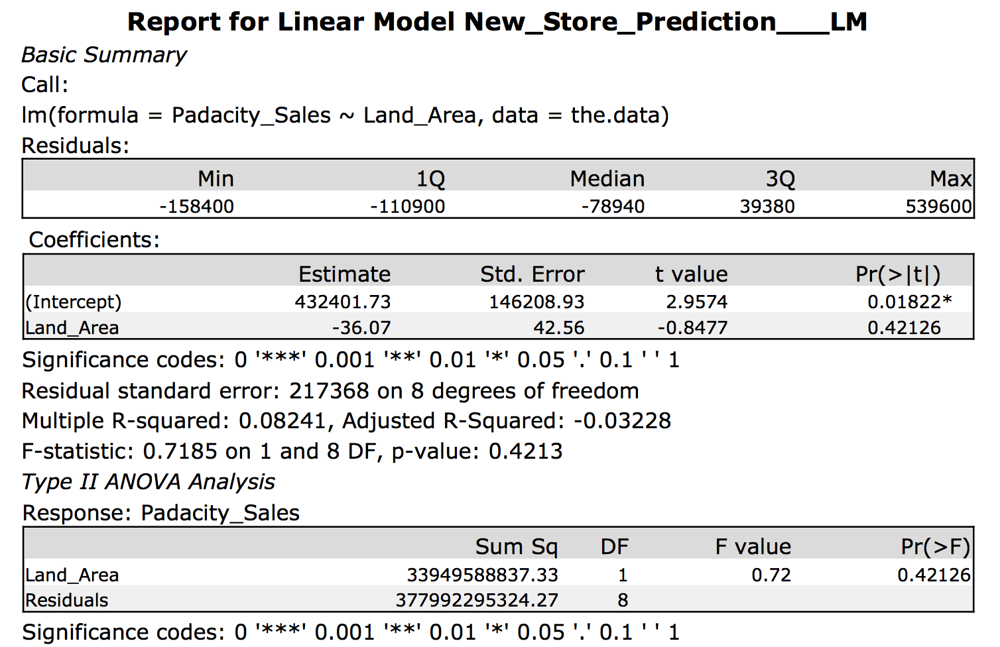 Report for Linear Model New_Store_Prediction___LM
Basic Summary
Call:
lm(formula = Padacity_Sales ~ Land_Area, data = the.data)
Residuals:
Min 1Q Median 3Q Max
-158400 -110900 -78940 39380 539600
Coefficients:
Estimate Std. Error t value Pr(>|t|)
(Intercept) 432401.73 146208.93 2.9574 0.01822*
Land_Area -36.07 42.56 -0.8477 0.42126
Significance codes: 0 '***' 0.001 '**' 0.01 '*' 0.05 '.' 0.1 ' ' 1
Residual standard error: 217368 on 8 degrees of freedom
Multiple R-squared: 0.08241, Adjusted R-Squared: -0.03228
F-statistic: 0.7185 on 1 and 8 DF, p-value: 0.4213
Type II ANOVA Analysis
Response: Padacity_Sales
Sum Sq DF F value Pr(>F)
Land_Area 33949588837.33 1 0.72 0.42126
Residuals 377992295324.27 8
Significance codes: 0 '***' 0.001 '**' 0.01 '*' 0.05 '.' 0.1 ' ' 1